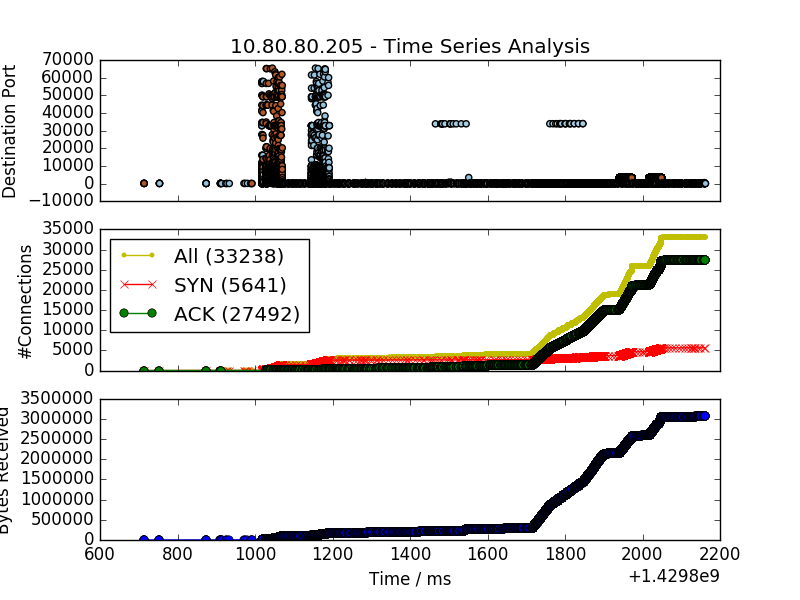 10.80.80.205 - Time Series Analysis
70000
60000
50000
40000
30000
20000
10000
0
−10000
Destination Port
35000
30000
25000
20000
15000
10000
5000
0
#Connections
All (33238)
SYN (5641)
ACK (27492)
3500000
3000000
2500000
2000000
1500000
1000000
500000
0
Bytes Received
600 800 1000 1200 1400 1600 1800 2000 2200
Time / ms
+1.4298e9